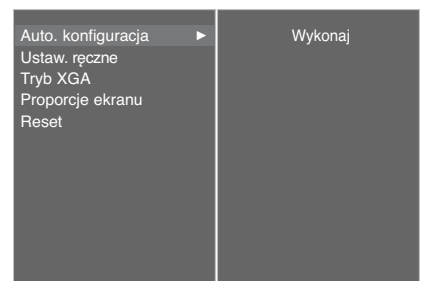 Auto. konfiguracja ► Wykonaj
Ustaw. ręczne
Tryb XGA
Proporcje ekranu
Reset